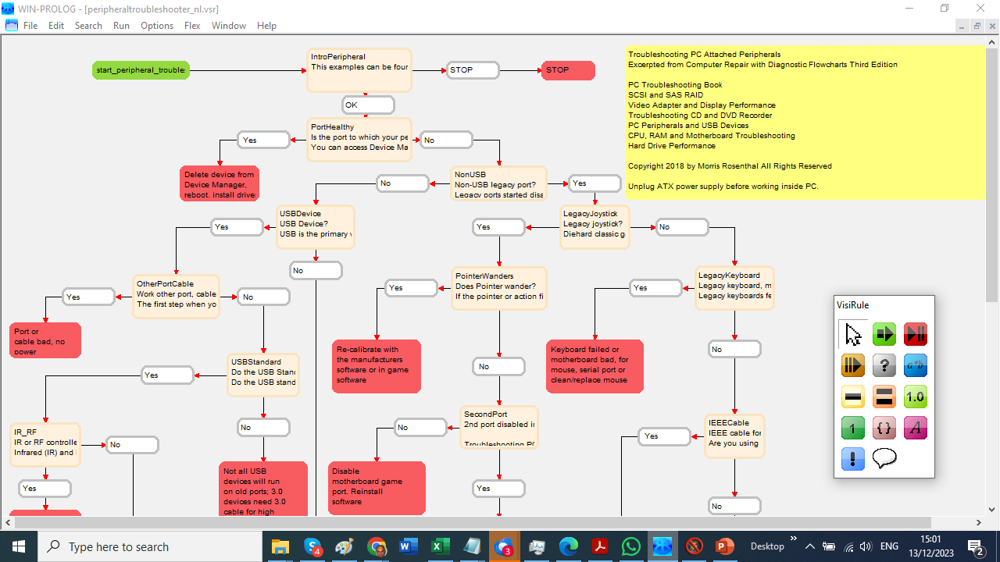 WIN-PROLOG - [peripheraltroubleshooter_nl.vsr]
File Edit Search Run Options Flex Window Help
start_peripheral_trouble
IntroPeripheral
This examples can be four
STOP
STOP
OK
Troubleshooting PC Attached Peripherals
Excerpted from Computer Repair with Diagnostic Flowcharts Third Edition
PC Troubleshooting Book
SCSI and SAS RAID
Video Adapter and Display Performance
Troubleshooting CD and DVD Recorder
PC Peripherals and USB Devices
CPU, RAM and Motherboard Troubleshooting
Hard Drive Performance
Copyright 2018 by Morris Rosenthal All Rights Reserved
Unplug ATX power supply before working inside PC.
PortHealthy
Is the port to which your pe
You can access Device Ma
Yes
No
Delete device from
Device Manager,
reboot, install drive
NonUSB
Non-USB legacy port?
Legacy ports started disa
No
Yes
USBDevice
USB Device?
USB is the primary
Yes
No
LegacyJoystick
Legacy joystick?
Diehard classic g
Yes
No
OtherPortCable
Work other port, cable
The first step when yo
Yes
No
Port or
cable bad, no
power
PointerWanders
Does Pointer wander?
If the pointer or action fi
Yes
No
Re-calibrate with
the manufacturers
software or in game
software
LegacyKeyboard
Legacy keyboard, m
Legacy keyboards fe
Yes
No
Keyboard failed or
motherboard bad, for
mouse, serial port or
clean/replace mouse
USBStandard
Do the USB Stan
Do the USB stand
Yes
No
IR_RF
IR or RF controlle
Infrared (IR) and
No
Yes
Not all USB
devices will run
on old ports; 3.0
devices need 3.0
cable for high
SecondPort
2nd port disabled i
Troubleshooting PC
No
Yes
Disable
motherboard game
port. Reinstall
software
IEEECable
IEEE cable for
Are you using
Yes
No
VisiRule
? a*b
1.0
1 {} A
!
Type here to search
4
3
Desktop
»
ENG
15:01
13/12/2023
2